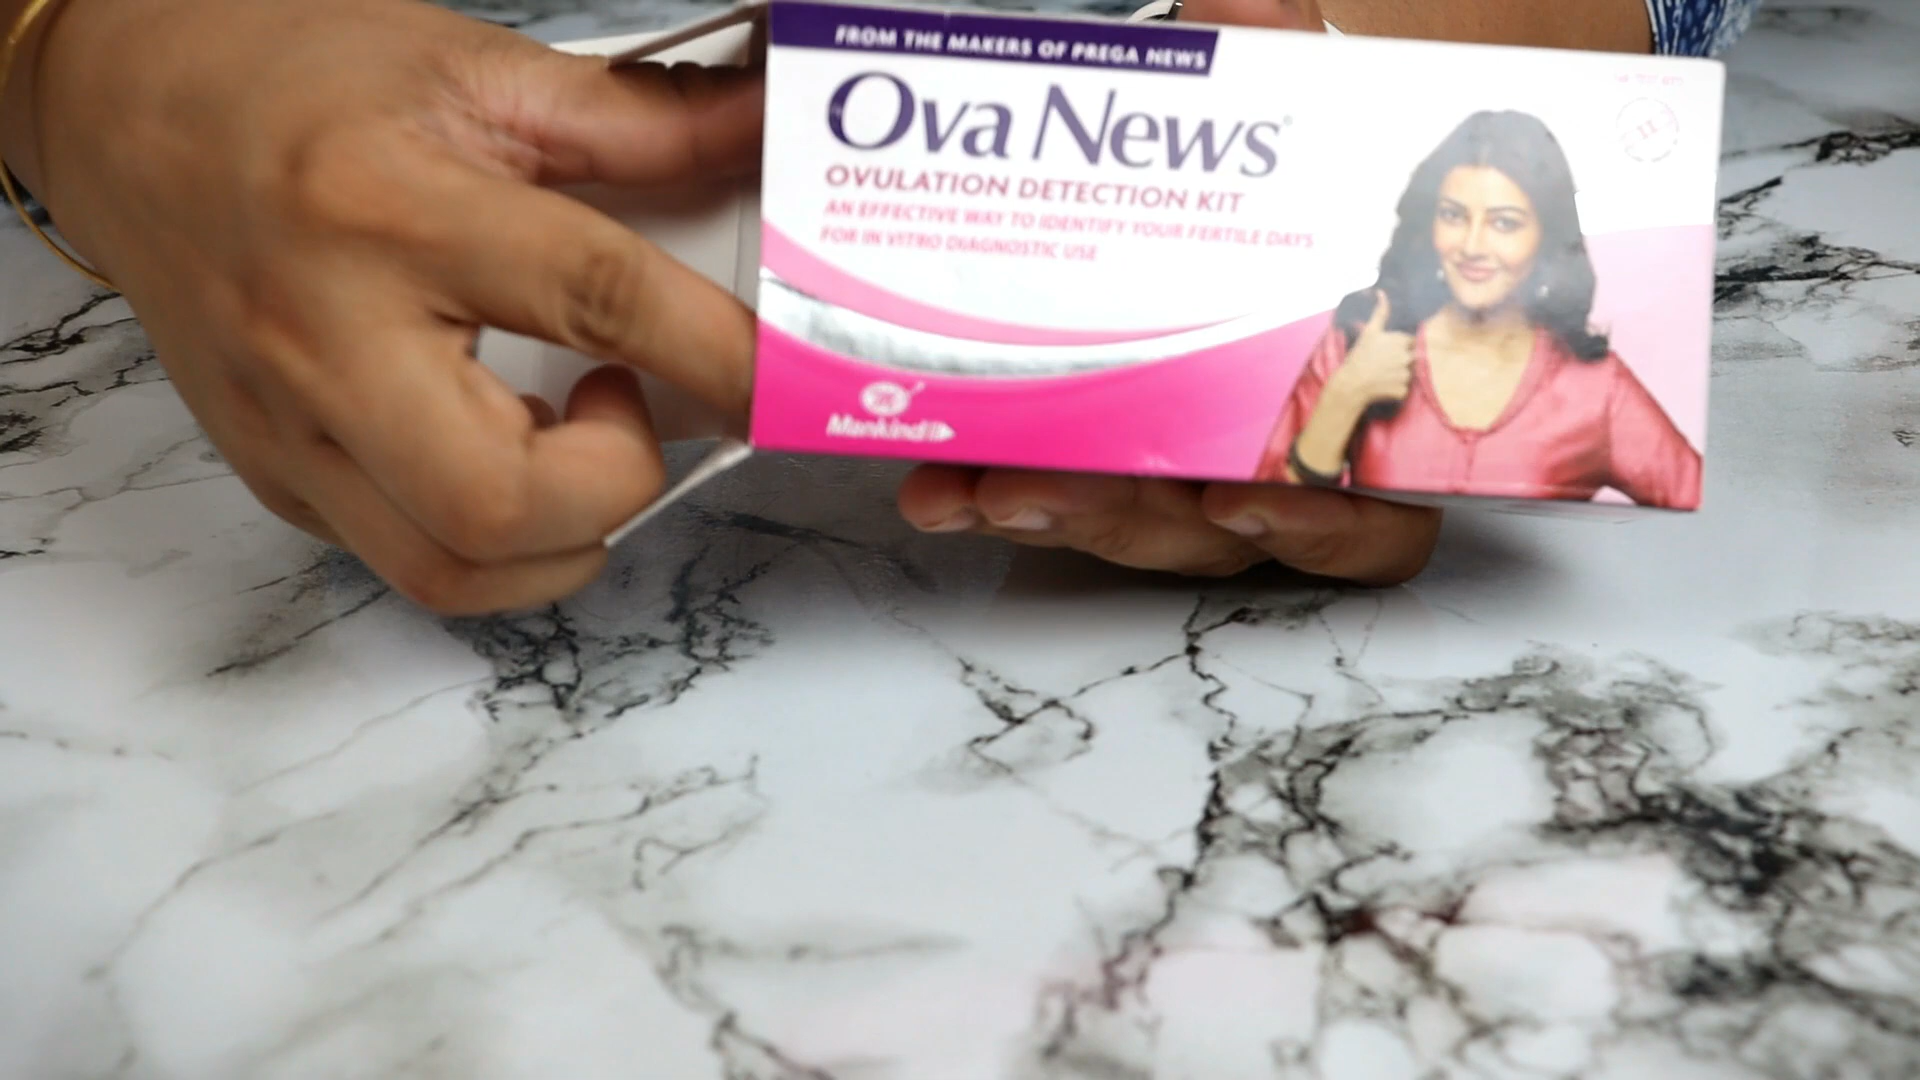 FROM THE MAKERS OF PREGA NEWS
Ova News®
OVULATION DETECTION KIT
AN EFFECTIVE WAY TO IDENTIFY YOUR FERTILE DAYS
FOR IN VITRO DIAGNOSTIC USE
Mankind